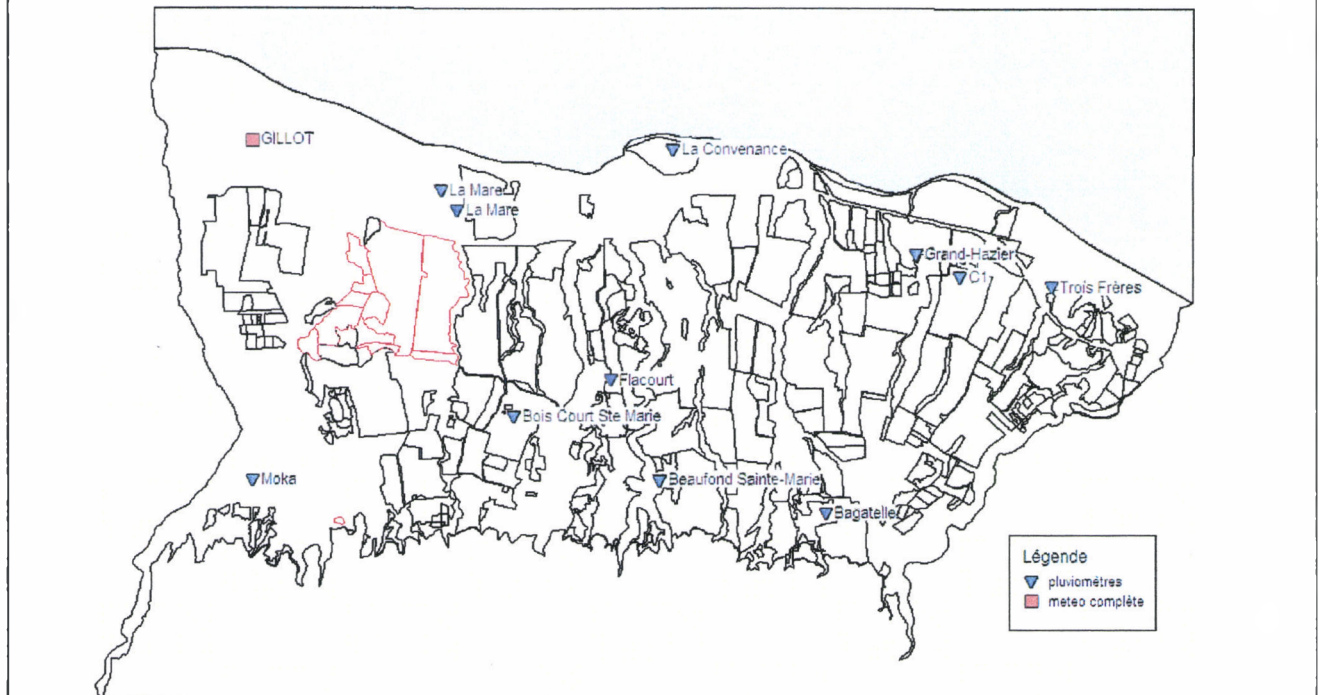 GILLOT
La Convenance
La Mare
La Mare
Grand-Hazier
C1
Trois Frères
Flacourt
Bois Court Ste Marie
Moka
Beaufond Sainte-Marie
Bagatelle
Légende
pluviomètres
meteo complète